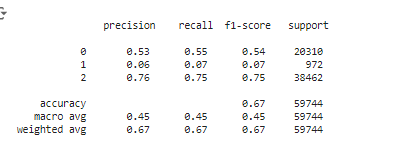 precision recall f1-score support
0 0.53 0.55 0.54 20310
1 0.06 0.07 0.07 972
2 0.76 0.75 0.75 38462
accuracy 0.67 59744
macro avg 0.45 0.45 0.45 59744
weighted avg 0.67 0.67 0.67 59744